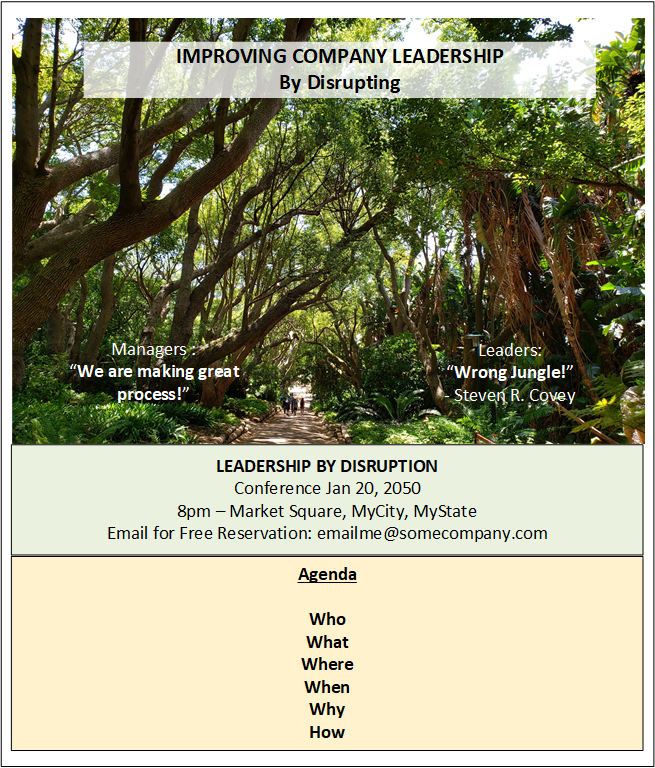 IMPROVING COMPANY LEADERSHIP
By Disrupting
Managers :
“We are making great
process!”
Leaders:
“Wrong Jungle!”
- Steven R. Covey
LEADERSHIP BY DISRUPTION
Conference Jan 20, 2050
8pm – Market Square, MyCity, MyState
Email for Free Reservation: emailme@somecompany.com
Agenda
Who
What
Where
When
Why
How